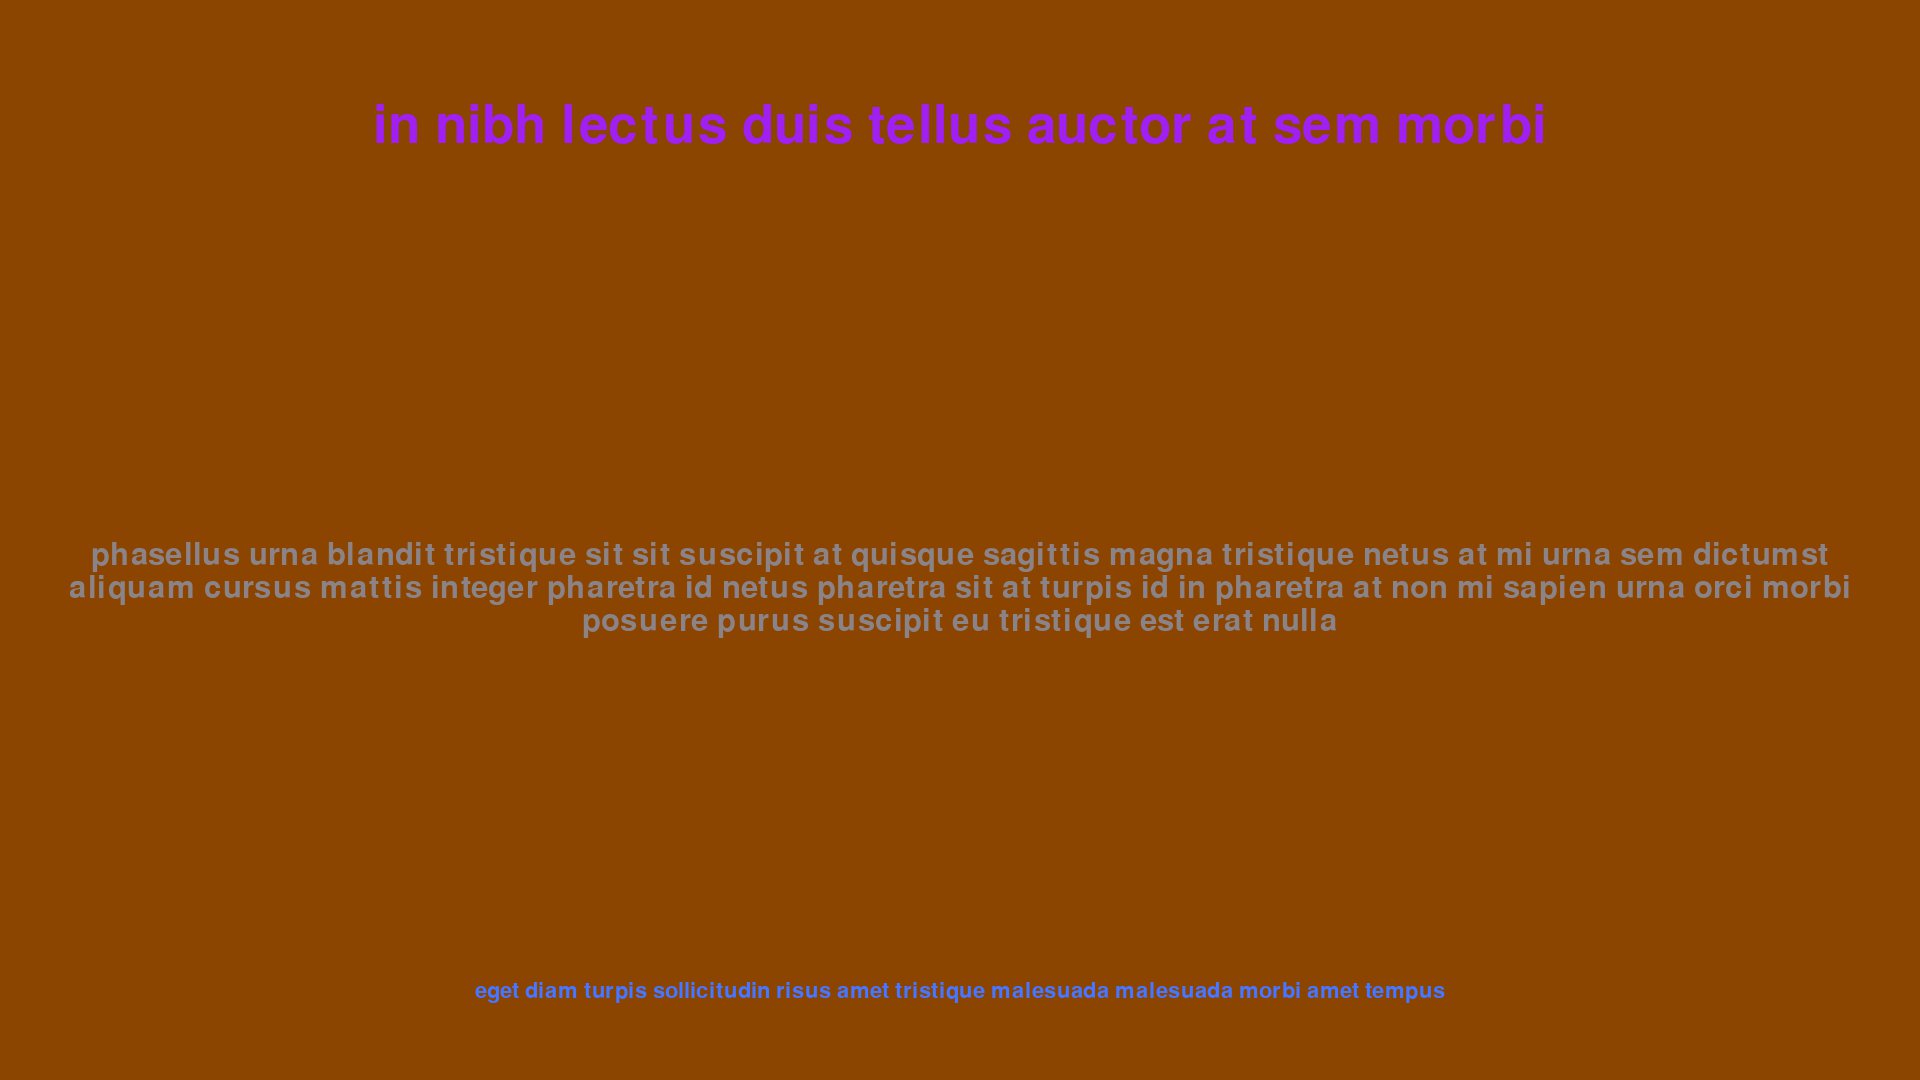 in nibh lectus duis tellus auctor at sem morbi
phasellus urna blandit tristique sit sit suscipit at quisque sagittis magna tristique netus at mi urna sem dictumst
aliquam cursus mattis integer pharetra id netus pharetra sit at turpis id in pharetra at non mi sapien urna orci morbi
posuere purus suscipit eu tristique est erat nulla
eget diam turpis sollicitudin risus amet tristique malesuada malesuada morbi amet tempus